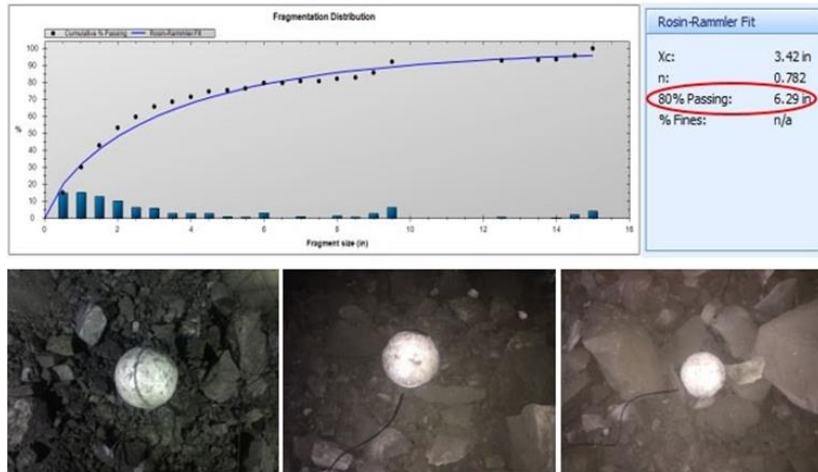 Fragmentation Distribution
Cumulative % Passing Rosin-Rammler Fit
100
90
80
70
60
50
40
30
20
10
0
%
0 2 4 6 8 10 12 14 16
Fragment size (in)
Rosin-Rammler Fit
Xc: 3.42 in
n: 0.782
80% Passing: 6.29 in
% Fines: n/a